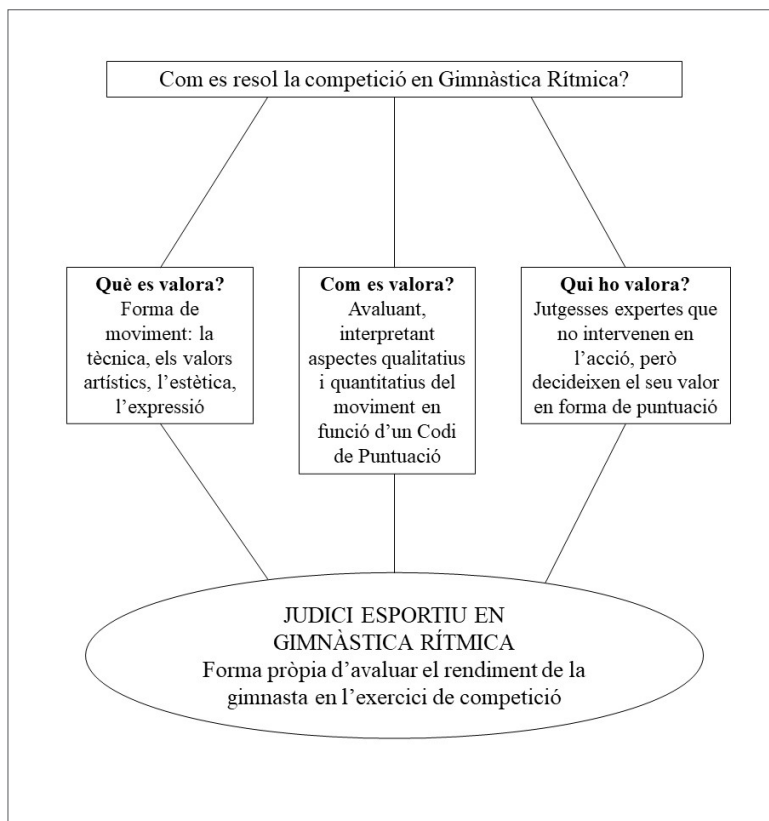 Com es resol la competició en Gimnàstica Rítmica?
Què es valora?
Forma de
moviment: la
tècnica, els valors
artístics, l’estètica,
l’expressió
Com es valora?
Avaluant,
interpretant
aspectes qualitatius
i quantitatius del
moviment en
funció d’un Codi
de Puntuació
Qui ho valora?
Jutgesses expertes que
no intervenen en
l’acció, però
decideixen el seu valor
en forma de puntuació
JUDICI ESPORTIU EN
GIMNÀSTICA RÍTMICA
Forma pròpia d’avaluar el rendiment de la
gimnasta en l’exercici de competició